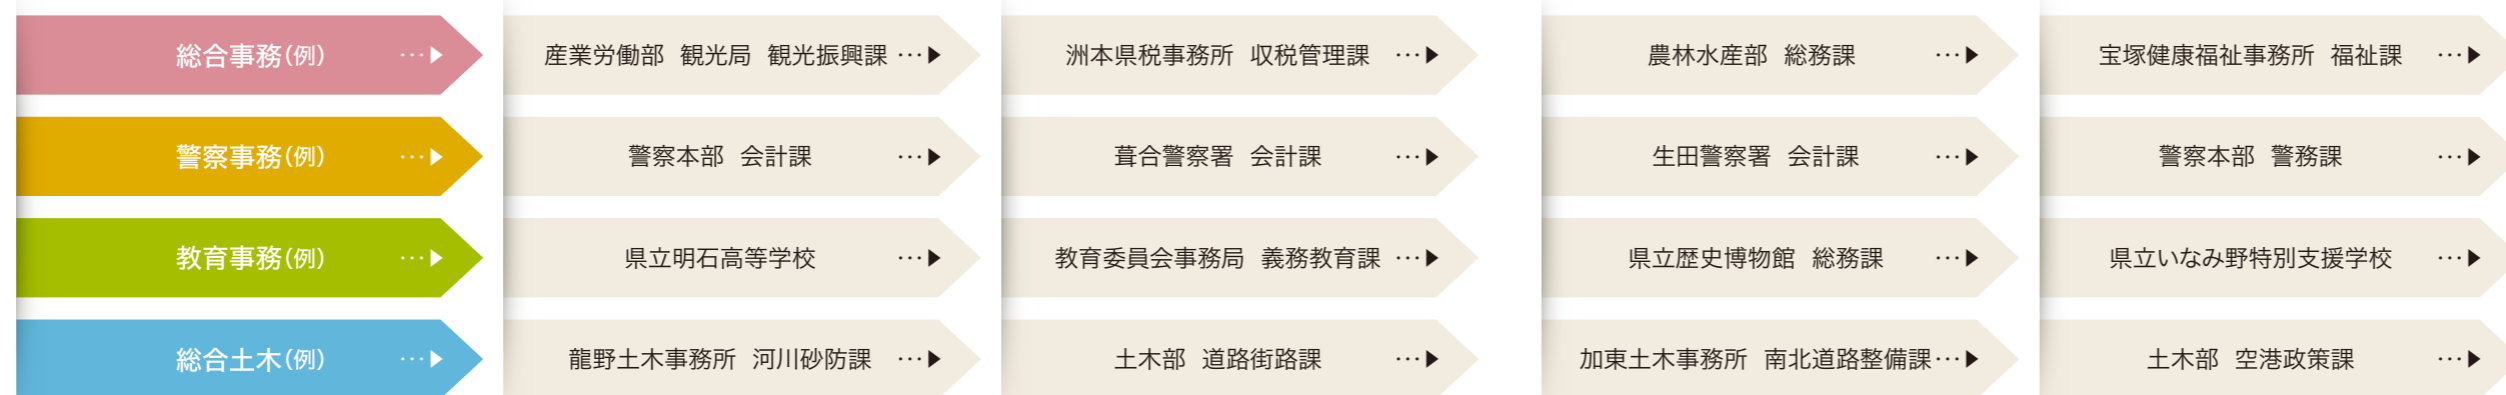 総合事務(例) …▶ 産業労働部 観光局 観光振興課 …▶ 洲本県税事務所 収税管理課 …▶ 農林水産部 総務課 …▶ 宝塚健康福祉事務所 福祉課 …▶
警察事務(例) …▶ 警察本部 会計課 …▶ 葺合警察署 会計課 …▶ 生田警察署 会計課 …▶ 警察本部 警務課 …▶
教育事務(例) …▶ 県立明石高等学校 …▶ 教育委員会事務局 義務教育課 …▶ 県立歴史博物館 総務課 …▶ 県立いなみ野特別支援学校 …▶
総合土木(例) …▶ 龍野土木事務所 河川砂防課 …▶ 土木部 道路街路課 …▶ 加東土木事務所 南北道路整備課 …▶ 土木部 空港政策課 …▶